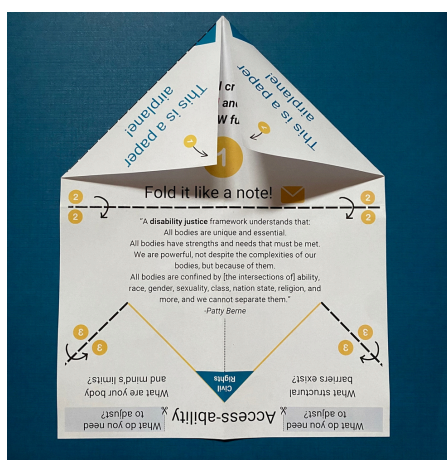 This is a paper
airplane!
This is a paper
airplane!
1
1
1
Fold it like a note!
2
2
2
2
"A disability justice framework understands that:
All bodies are unique and essential.
All bodies have strengths and needs that must be met.
We are powerful, not despite the complexities of our
bodies, but because of them.
All bodies are confined by [the intersections of] ability,
race, gender, sexuality, class, nation state, religion, and
more, and we cannot separate them."
-Patty Berne
3
3
3
3
Civil
Rights
What are your body
and mind's limits?
What structural
barriers exist?
Access-ability
What do you need
to adjust?
What do you need
to adjust?